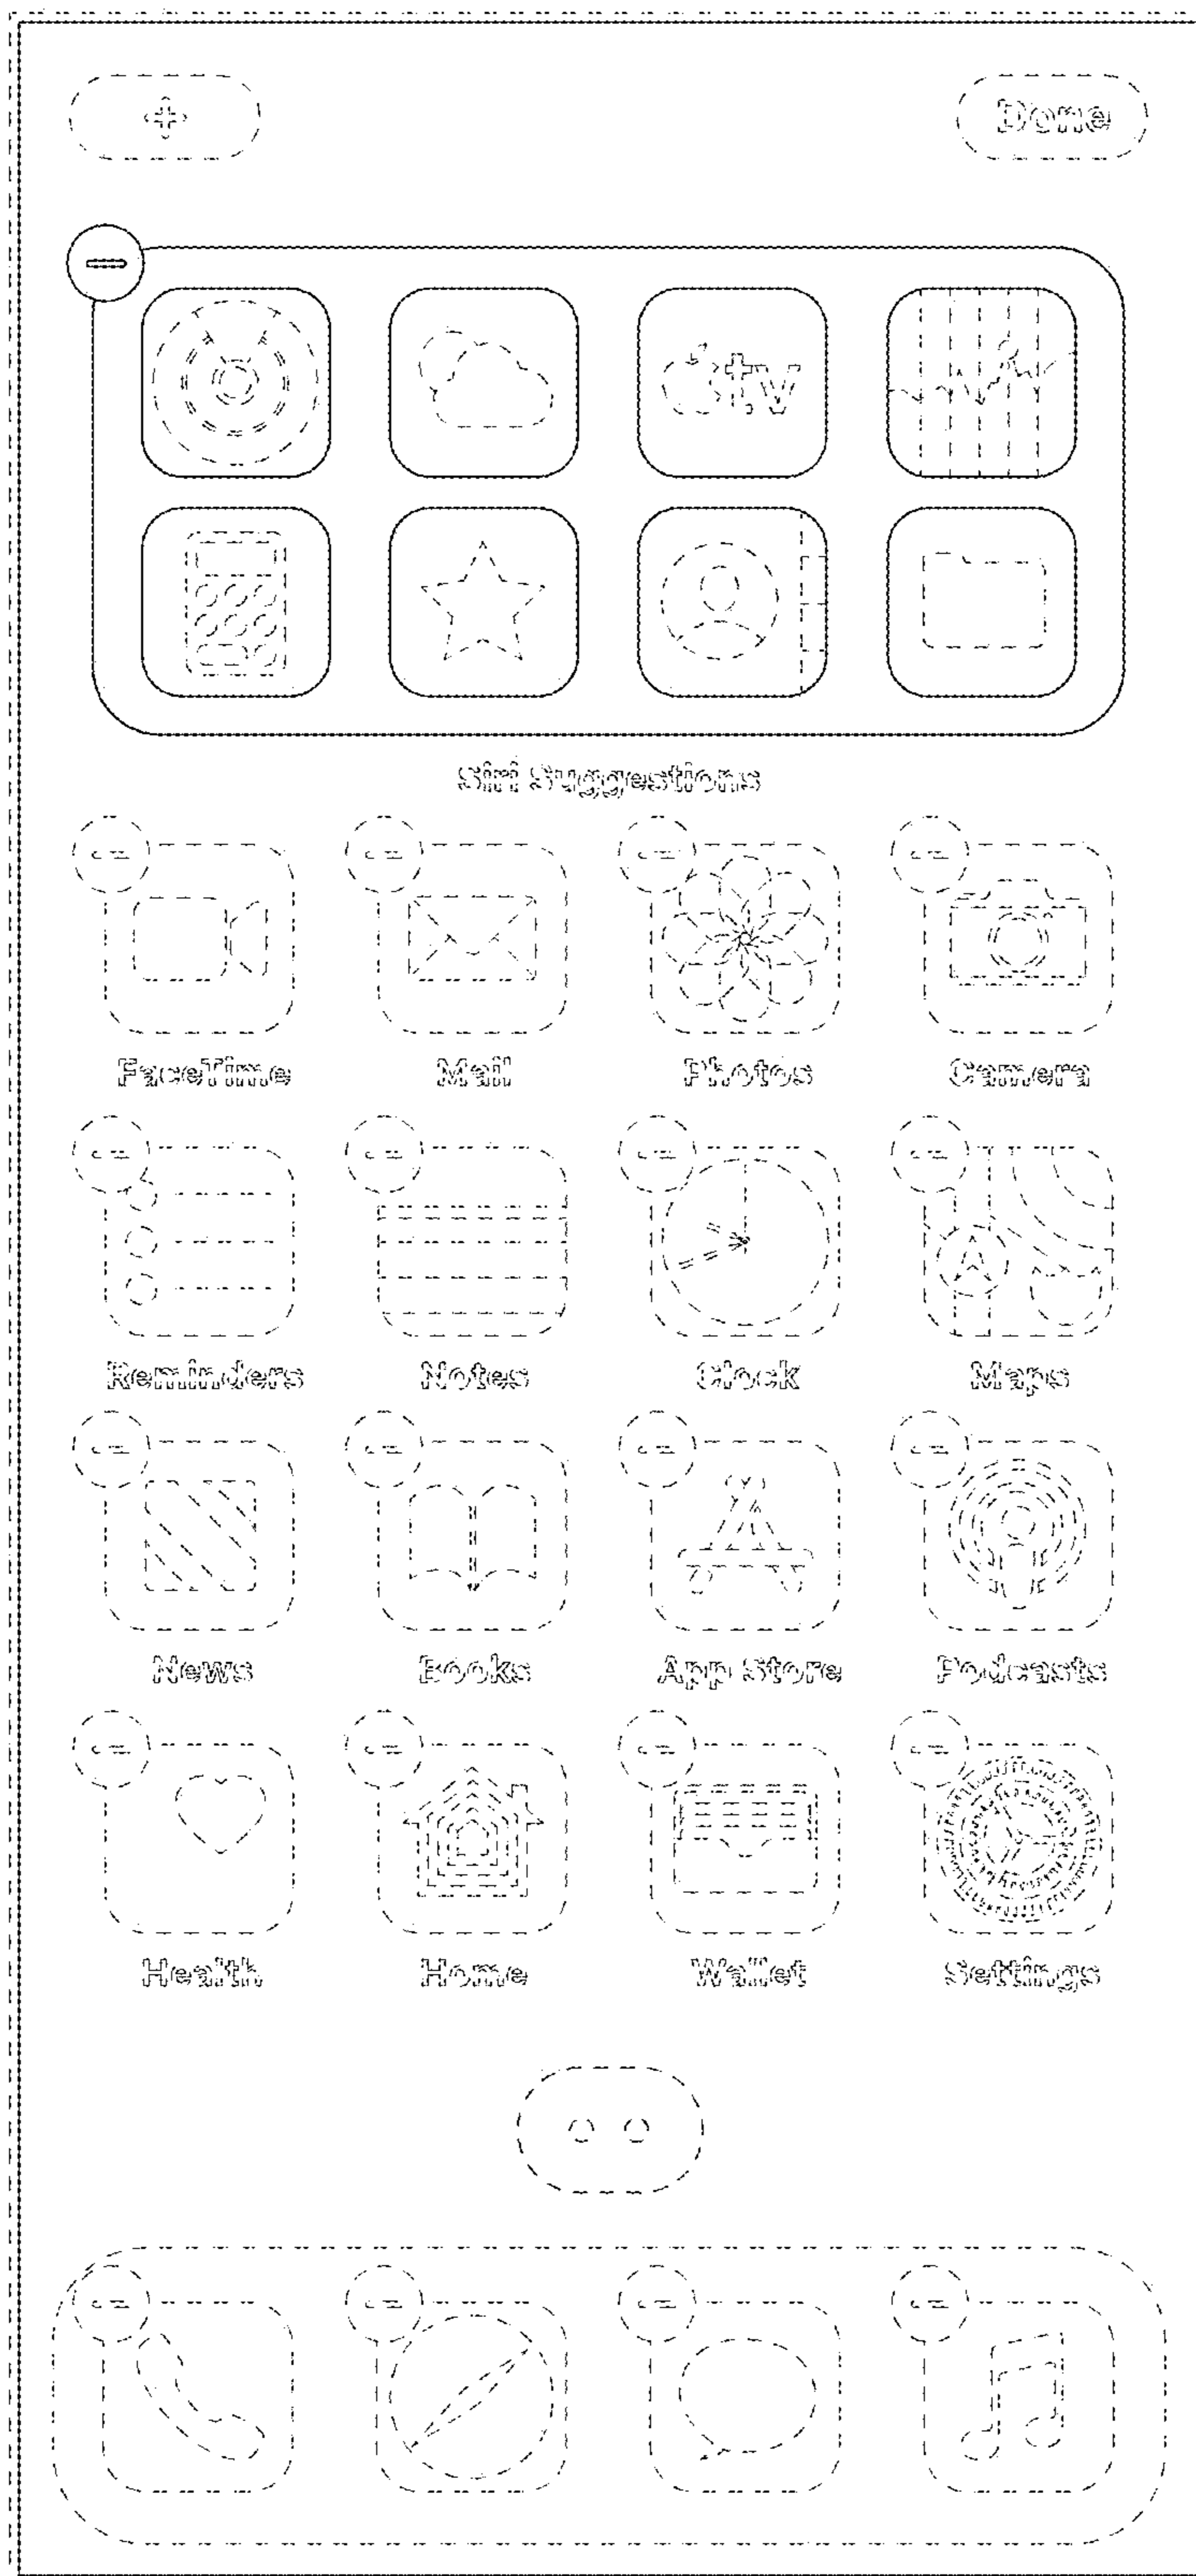 Done
tv
Siri Suggestions
FaceTime Mail Photos Camera
Reminders Notes Clock Maps
News Books App Store Podcasts
Health Home Wallet Settings